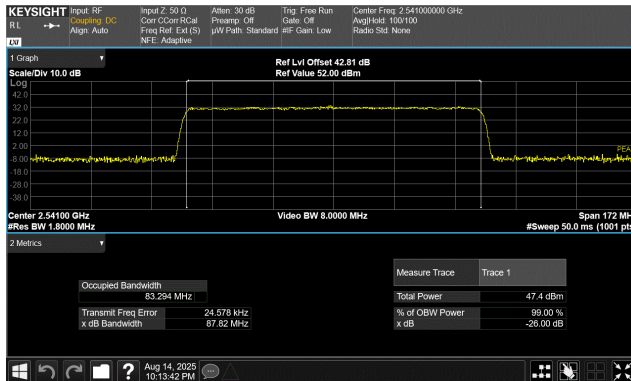 KEYSIGHT Input: RF Input Z: 50 Ω Atten: 30 dB Trig: Free Run Center Freq: 2.541000000 GHz
RL Coupling: DC Corr CCorr RCal Preamp: Off Gate: Off Avg|Hold: 100/100
Align: Auto Freq Ref: Ext (S) µW Path: Standard #IF Gain: Low Radio Std: None
NFE: Adaptive
LXI
1 Graph
Ref Lvl Offset 42.81 dB
Scale/Div 10.0 dB Ref Value 52.00 dBm
Log
42.0
32.0
22.0
12.0
2.00
PEA
-8.00
-18.0
-28.0
-38.0
Center 2.54100 GHz Video BW 8.0000 MHz Span 172 MH
#Res BW 1.8000 MHz #Sweep 50.0 ms (1001 pts
2 Metrics
Measure Trace Trace 1
Occupied Bandwidth
83.294 MHz Total Power 47.4 dBm
Transmit Freq Error 24.578 kHz % of OBW Power 99.00 %
x dB Bandwidth 87.82 MHz x dB -26.00 dB
? Aug 14, 2025
10:13:42 PM